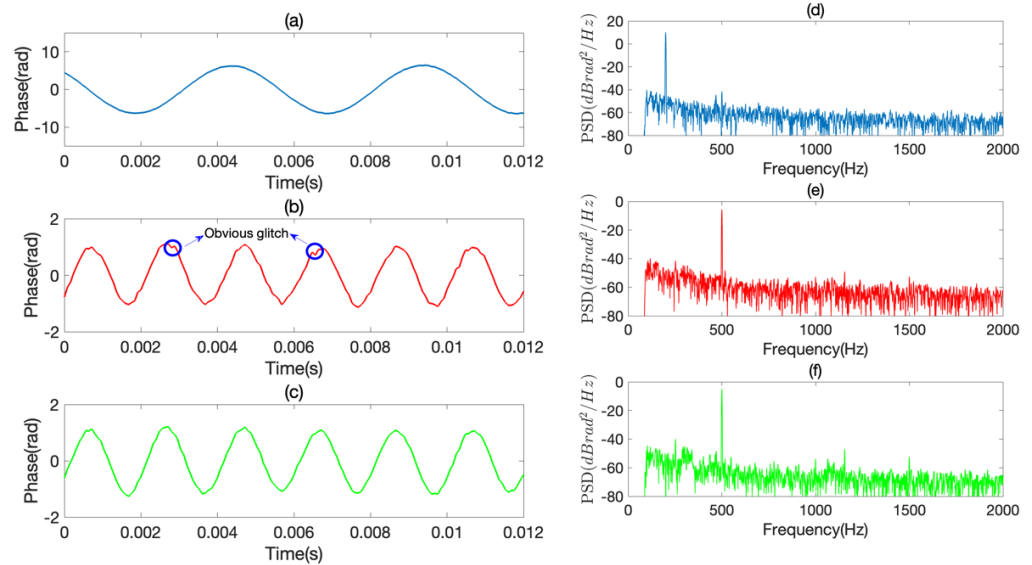 (a)
Phase(rad)
10
0
-10
0 0.002 0.004 0.006 0.008 0.01 0.012
Time(s)
(b)
Phase(rad)
2
0
-2
Obvious glitch
0 0.002 0.004 0.006 0.008 0.01 0.012
Time(s)
(c)
Phase(rad)
2
0
-2
0 0.002 0.004 0.006 0.008 0.01 0.012
Time(s)
(d)
PSD(dBrad²/Hz)
20
0
-20
-40
-60
-80
0 500 1000 1500 2000
Frequency(Hz)
(e)
PSD(dBrad²/Hz)
0
-20
-40
-60
-80
0 500 1000 1500 2000
Frequency(Hz)
(f)
PSD(dBrad²/Hz)
0
-20
-40
-60
-80
0 500 1000 1500 2000
Frequency(Hz)